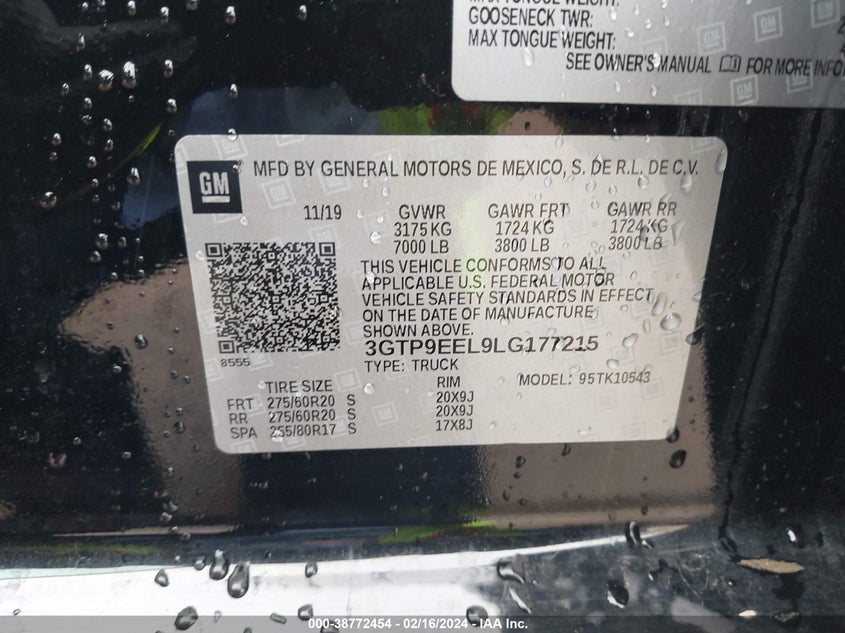 GOOSENECK TWR:
MAX TONGUE WEIGHT:
SEE OWNER'S MANUAL FOR MORE INFO
GM
MFD BY GENERAL MOTORS DE MEXICO, S. DE R.L. DE C.V.
11/19 GVWR GAWR FRT GAWR RR
3175 KG 1724 KG 1724 KG
7000 LB 3800 LB 3800 LB
THIS VEHICLE CONFORMS TO ALL
APPLICABLE U.S. FEDERAL MOTOR
VEHICLE SAFETY STANDARDS IN EFFECT
ON THE DATE OF MANUFACTURE
SHOWN ABOVE.
8555
3GTP9EEL9LG177215
TYPE: TRUCK
TIRE SIZE RIM MODEL: 95TK10543
FRT 275/60R20 S 20X9J
RR 275/60R20 S 20X9J
SPA 255/80R17 S 17X8J
000-38772454 - 02/16/2024 - IAAI.com